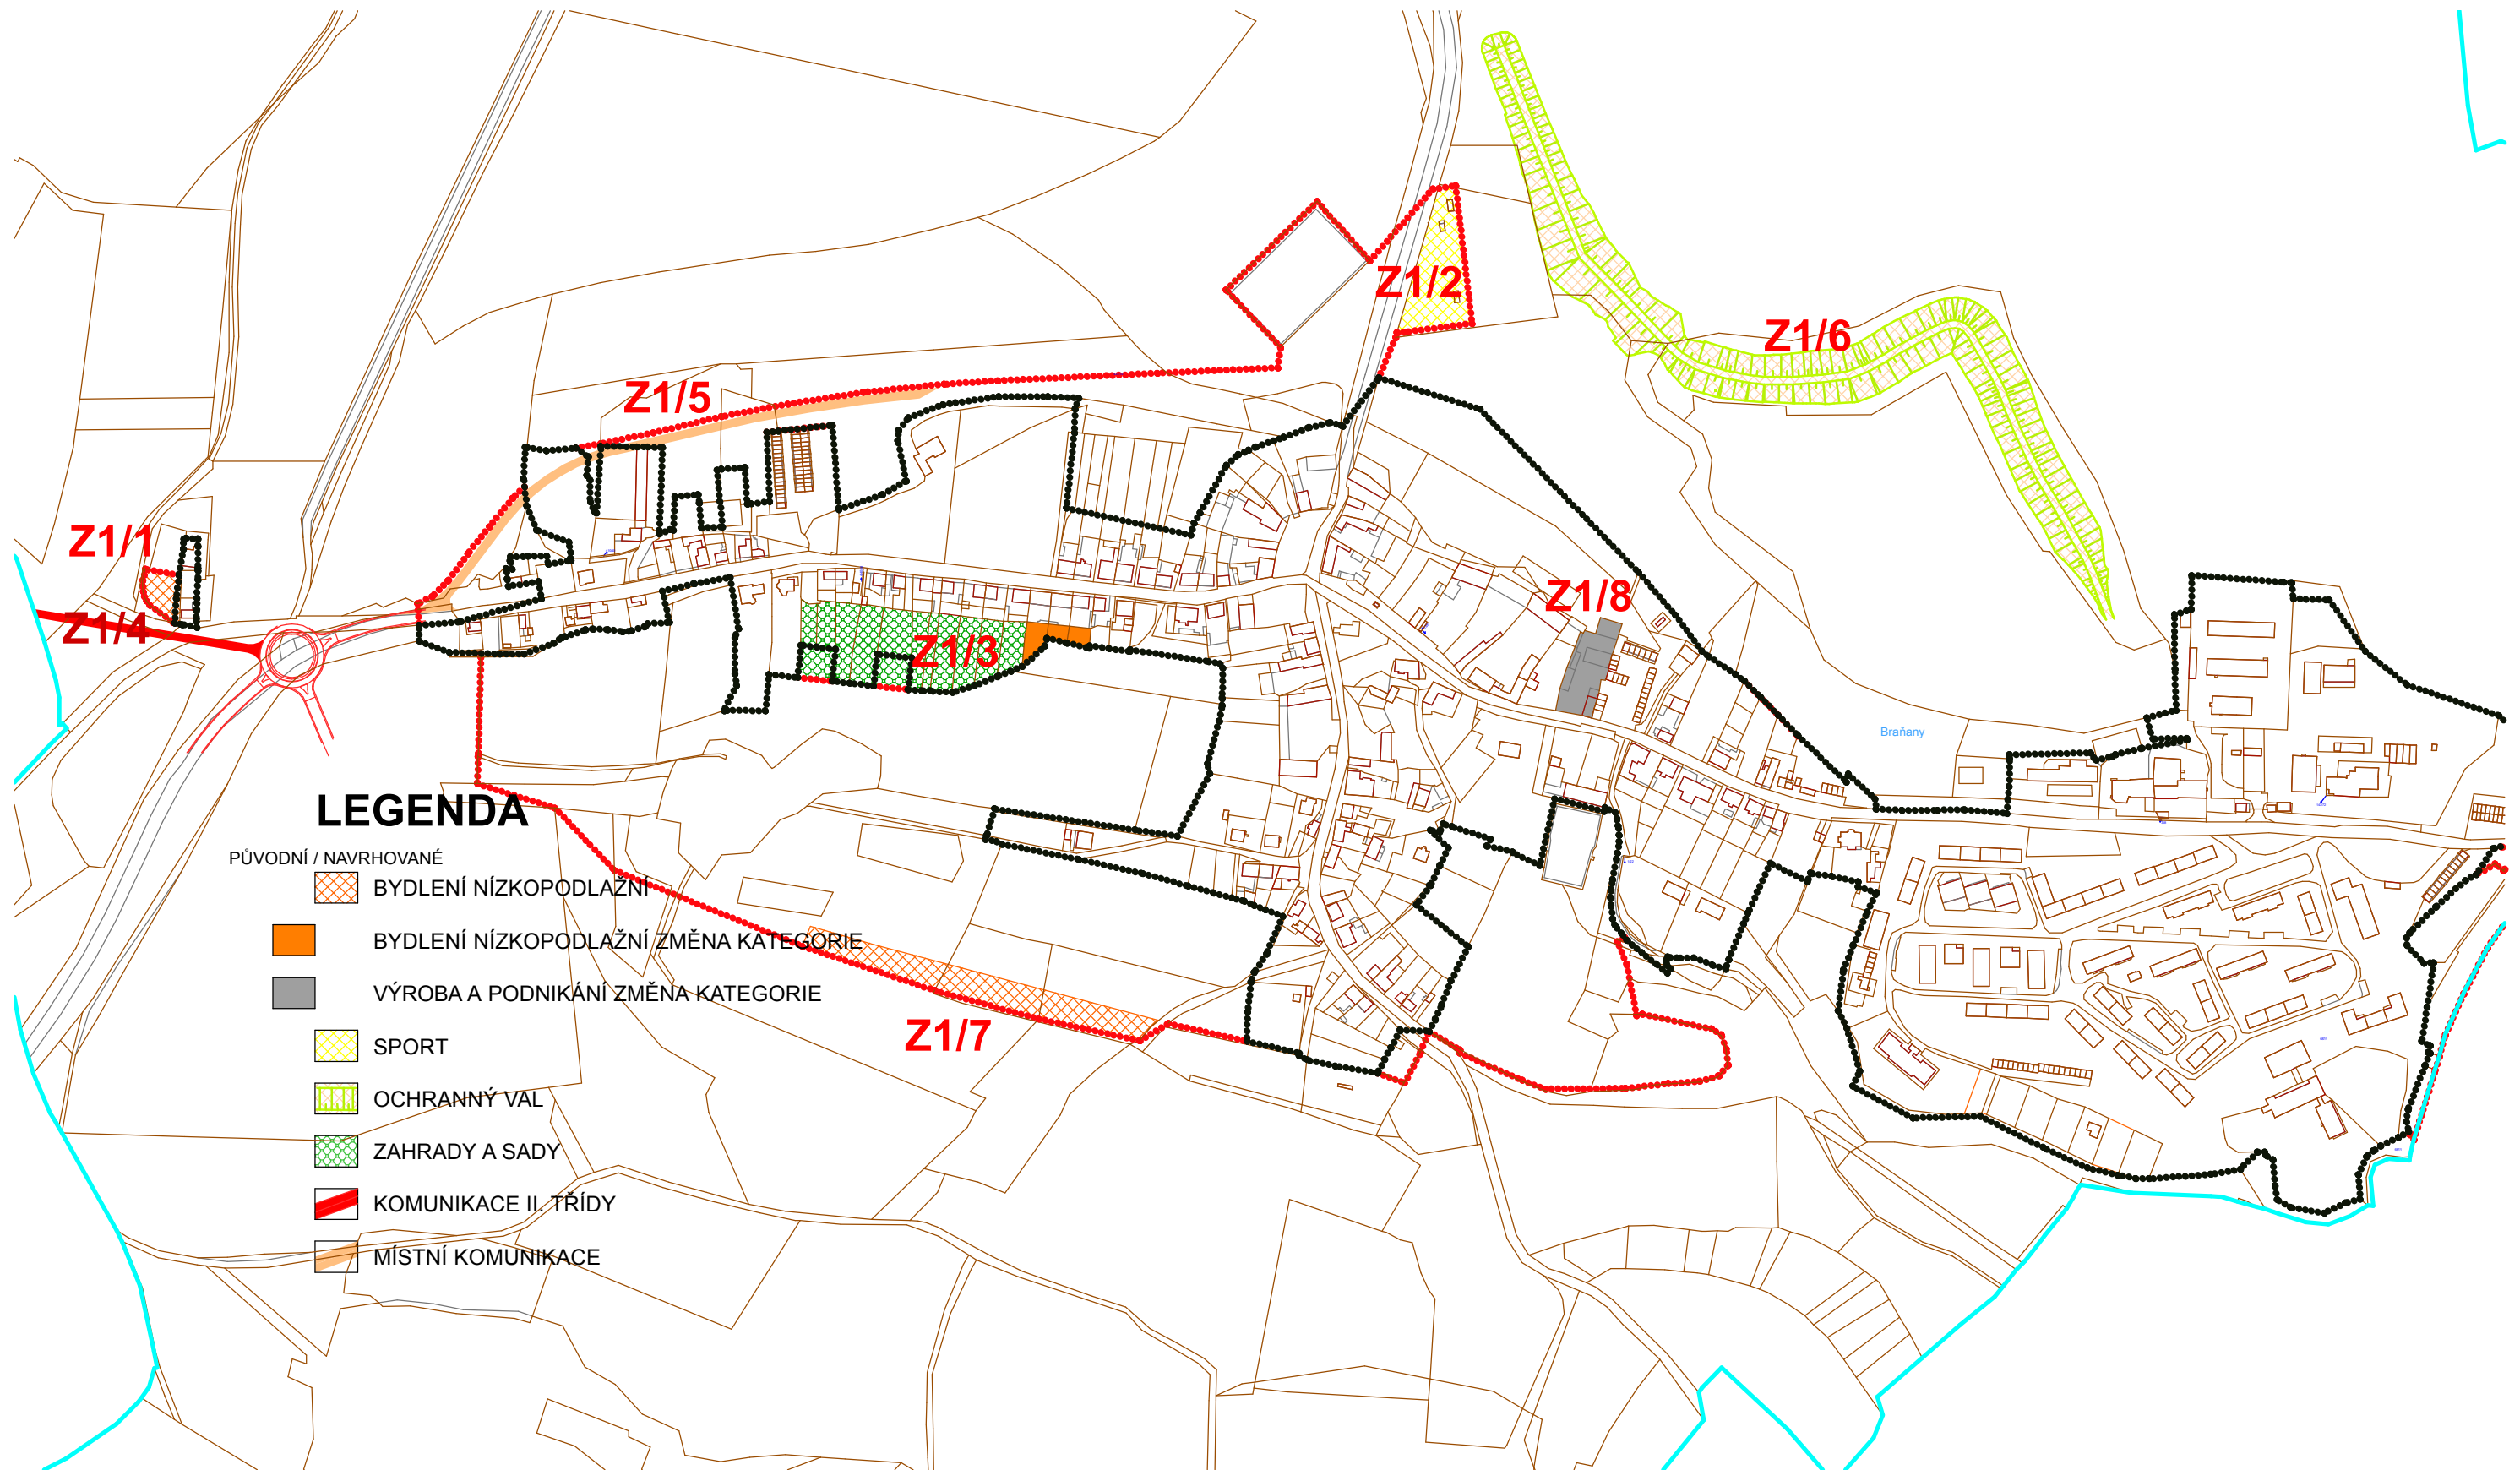 Z1/2
Z1/6
Z1/5
Z1/1
Z1/8
Z1/4
Z1/3
Braňany
LEGENDA
PŮVODNÍ / NAVRHOVANÉ
BYDLENÍ NÍZKOPODLAŽNÍ
BYDLENÍ NÍZKOPODLAŽNÍ ZMĚNA KATEGORIE
VÝROBA A PODNIKÁNÍ ZMĚNA KATEGORIE
Z1/7
SPORT
OCHRANNÝ VAL
ZAHRADY A SADY
KOMUNIKACE II. TŘÍDY
MÍSTNÍ KOMUNIKACE